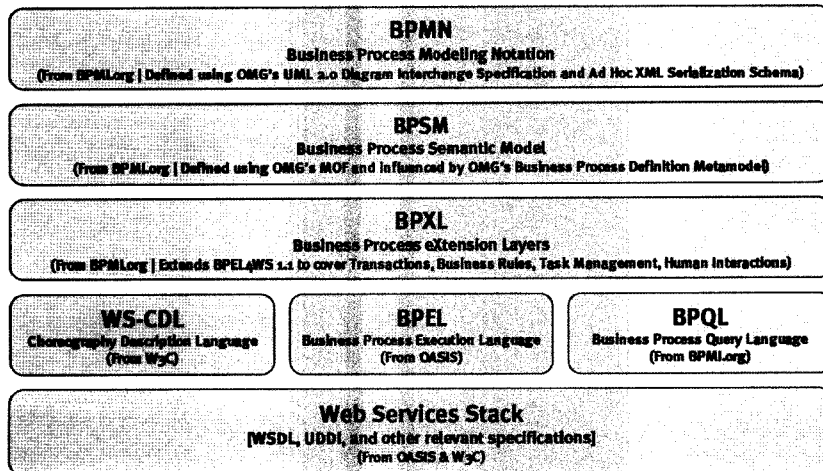 BPMN
Business Process Modeling Notation
(From BPMI.org | Defined using OMG's UML 2.0 Diagram Interchange Specification and Ad Hoc XML Serialization Schema)
BPSM
Business Process Semantic Model
(From BPMI.org | Defined using OMG's MOF and influenced by OMG's Business Process Definition Metamodel)
BPXL
Business Process eXtension Layers
(From BPMI.org | Extends BPEL4WS 1.1 to cover Transactions, Business Rules, Task Management, Human Interactions)
WS-CDL
Choreography Description Language
(From W3C)
BPEL
Business Process Execution Language
(From OASIS)
BPQL
Business Process Query Language
(From BPMI.org)
Web Services Stack
[WSDL, UDDI, and other relevant specifications]
(From OASIS & W3C)